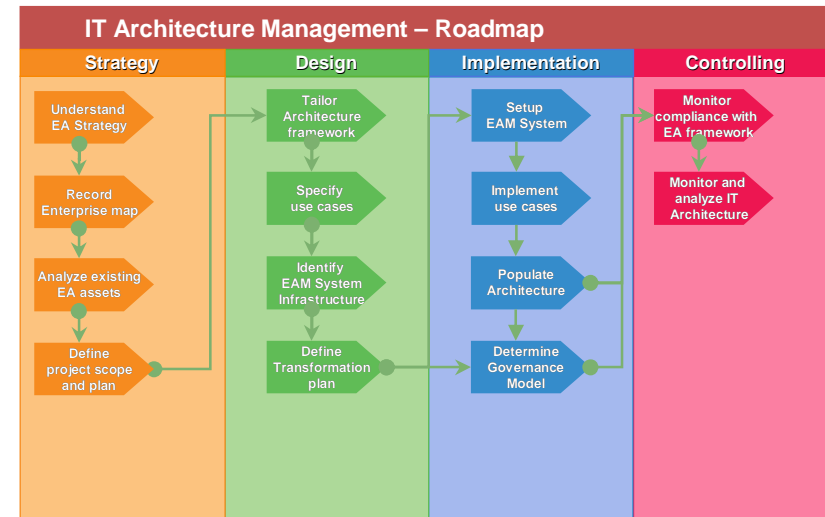 IT Architecture Management – Roadmap
Strategy
Design
Implementation
Controlling
Understand
EA Strategy
Record
Enterprise map
Analyze existing
EA assets
Define
project scope
and plan
Tailor
Architecture
framework
Specify
use cases
Identify
EAM System
Infrastructure
Define
Transformation
plan
Setup
EAM System
Implement
use cases
Populate
Architecture
Determine
Governance
Model
Monitor
compliance with
EA framework
Monitor and
analyze IT
Architecture